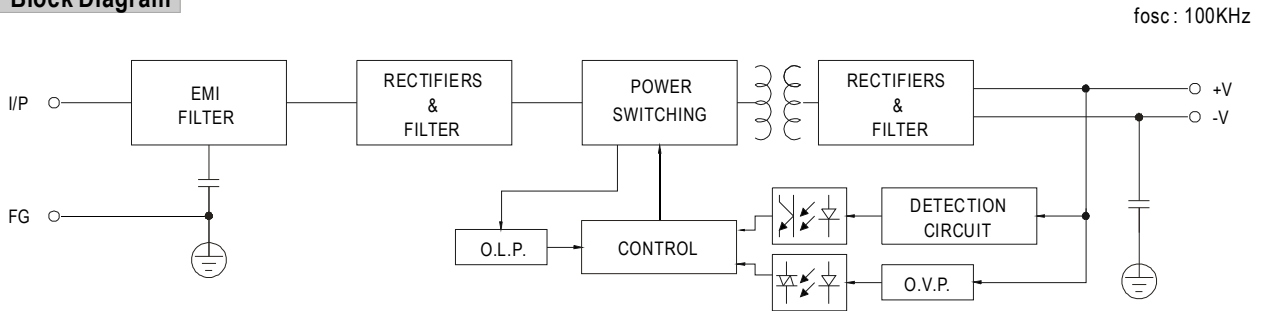 Block Diagram
fosc : 100KHz
I/P
EMI
FILTER
RECTIFIERS
&
FILTER
POWER
SWITCHING
RECTIFIERS
&
FILTER
+V
-V
FG
O.L.P.
CONTROL
DETECTION
CIRCUIT
O.V.P.